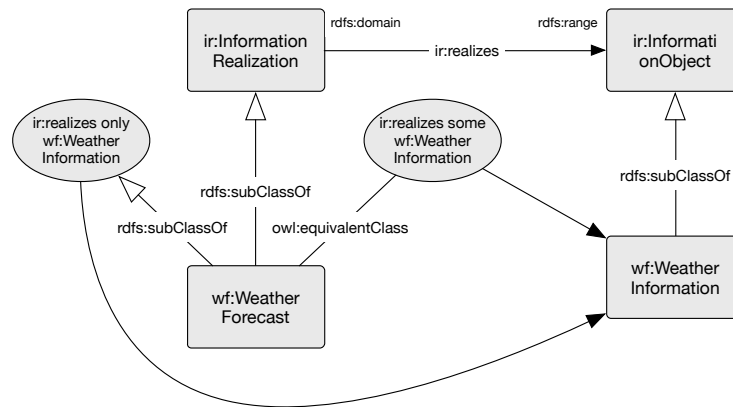 rdfs:domain
rdfs:range
ir:Information
Realization
ir:realizes
ir:Informati
onObject
ir:realizes only
wf:Weather
Information
ir:realizes some
wf:Weather
Information
rdfs:subClassOf
rdfs:subClassOf
rdfs:subClassOf
owl:equivalentClass
wf:Weather
Forecast
wf:Weather
Information